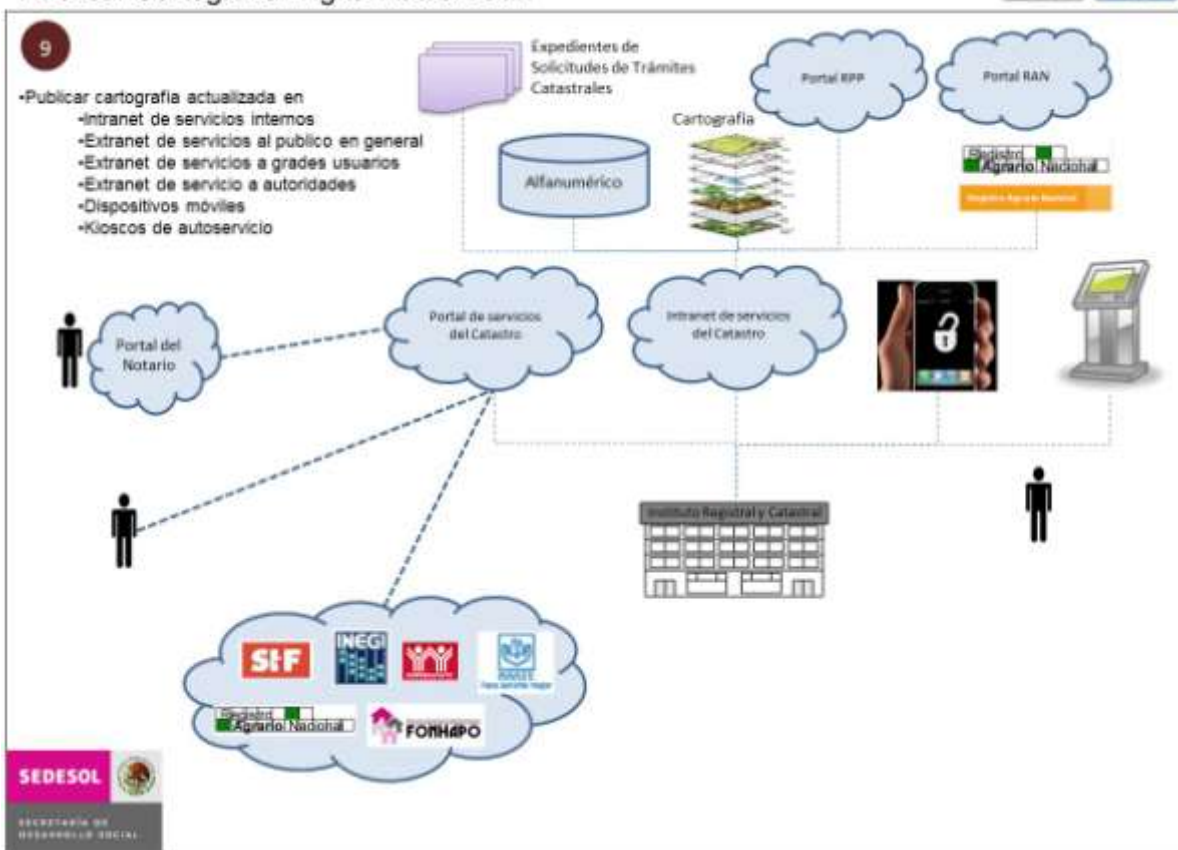 9
•Publicar cartografia actualizada en
•Intranet de servicios internos
•Extranet de servicios al publico en general
•Extranet de servicios a grades usuarios
•Extranet de servicio a autoridades
•Dispositivos móviles
•Kioscos de autoservicio
Expedientes de
Solicitudes de Trámites
Catastrales
Portal RPP
Portal RAN
Cartografía
Alfanumérico
Registro
Agrario Nacional
Registro Agrario Nacional
Portal del
Notario
Portal de servicios
del Catastro
Intranet de servicios
del Catastro
Instituto Registral y Catastral
SHF
INEGI
Registro
Agrario Nacional
FONHAPO
SEDESOL
SECRETARÍA DE
DESARROLLO SOCIAL